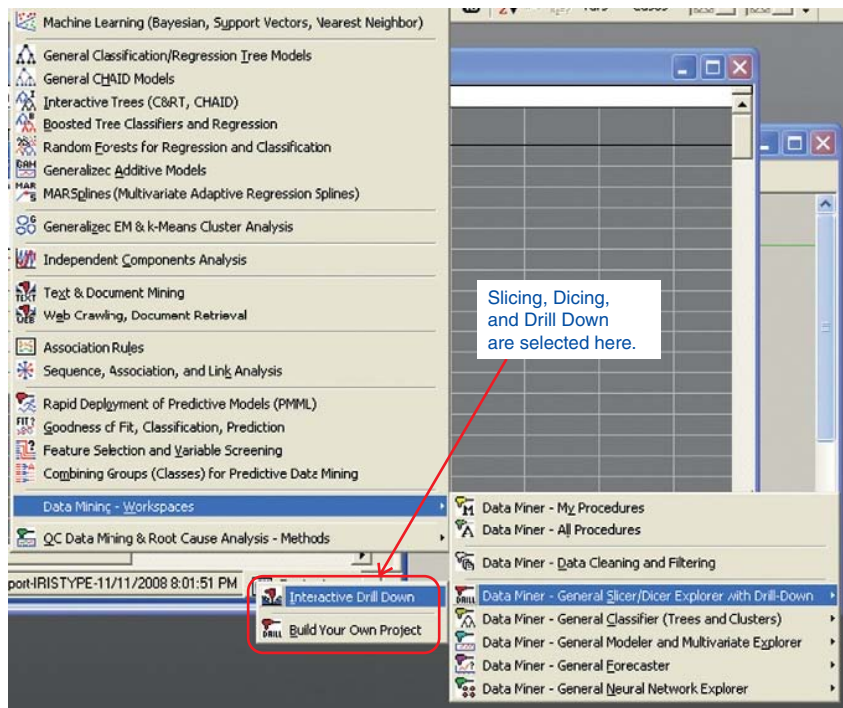 Machine Learning (Bayesian, Support Vectors, Nearest Neighbor)
General Classification/Regression Tree Models
General CHAID Models
Interactive Trees (C&RT, CHAID)
Boosted Tree Classifiers and Regression
Random Forests for Regression and Classification
Generalizec Additive Models
MARSplines (Multivariate Adaptive Regression Splines)
Generalizec EM & k-Means Cluster Analysis
Independent Components Analysis
Text & Document Mining
Web Crawling, Document Retrieval
Association Rules
Sequence, Association, and Link Analysis
Rapid Deployment of Predictive Models (PMML)
Goodness of Fit, Classification, Prediction
Feature Selection and Variable Screening
Combining Groups (Classes) for Predictive Data Mining
Data Mining - Workspaces
QC Data Mining & Root Cause Analysis - Methods
Slicing, Dicing,
and Drill Down
are selected here.
Data Miner - My Procedures
Data Miner - All Procedures
Data Miner - Data Cleaning and Filtering
Data Miner - General Slicer/Dicer Explorer with Drill-Down
Data Miner - General Classifier (Trees and Clusters)
Data Miner - General Modeler and Multivariate Explorer
Data Miner - General Forecaster
Data Miner - General Neural Network Explorer
port-IRISTYPE-11/11/2008 8:01:51 PM
Interactive Drill Down
Build Your Own Project